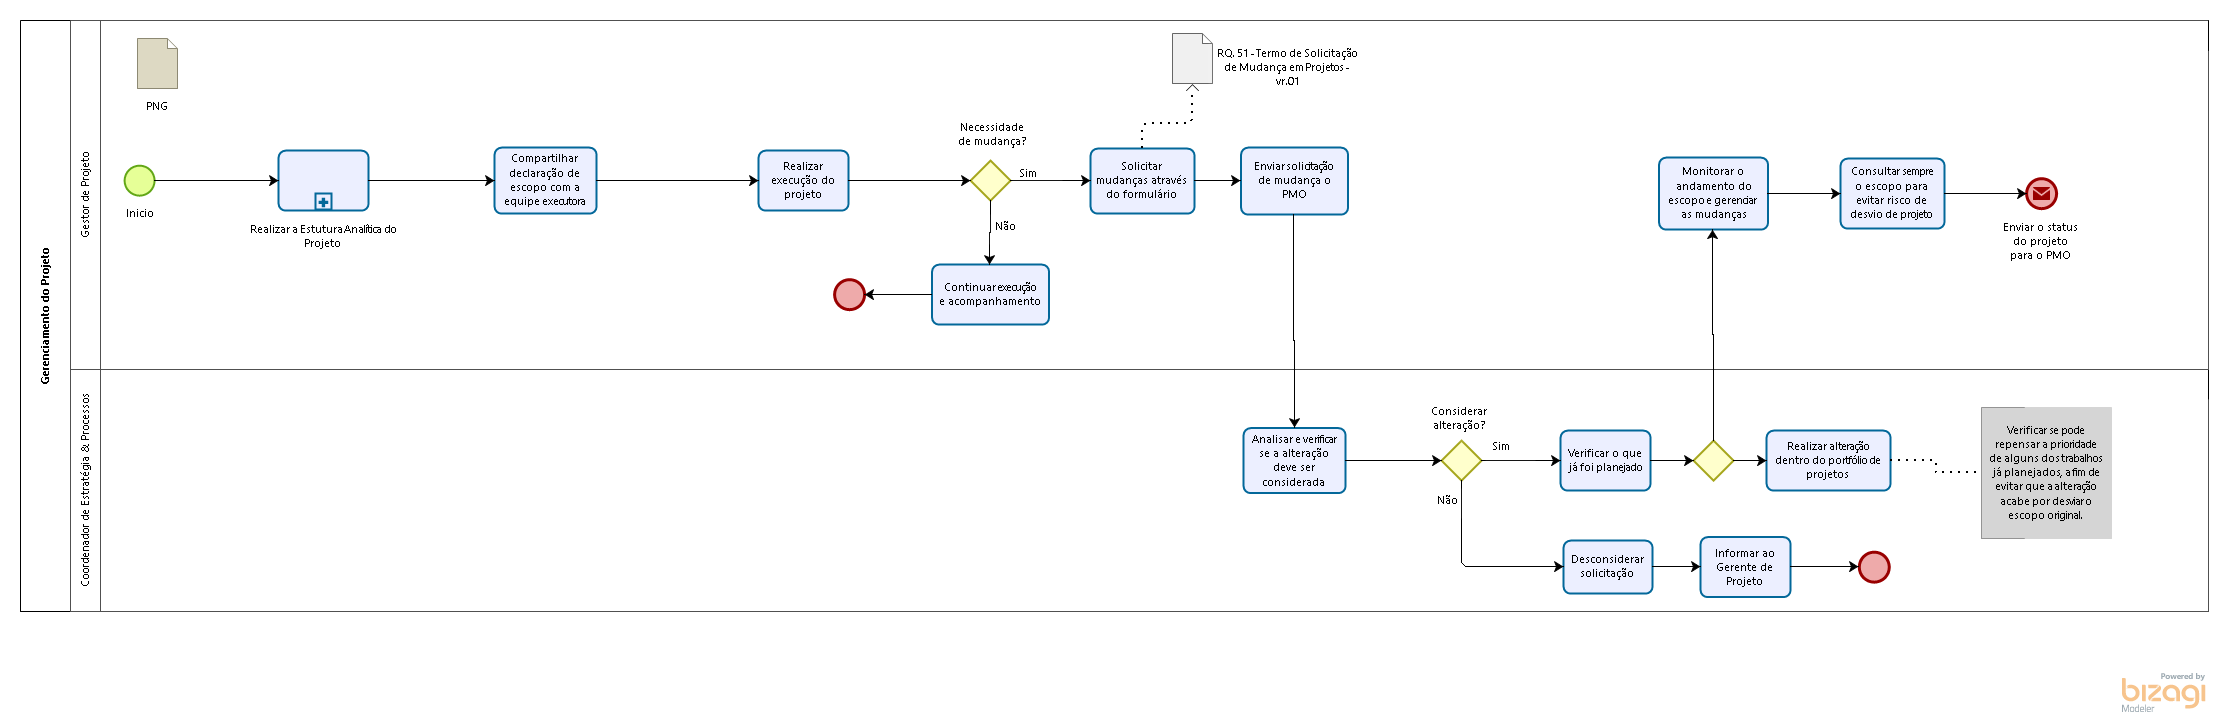 Gerenciamento do Projeto
Gestor de Projeto
PNG
Inicio
Realizar a Estutura Analítica do
Projeto
Compartilhar
declaração de
escopo com a
equipe executora
Realizar
execução do
projeto
Necessidade
de mudança?
Sim
Não
Continuar execução
e acompanhamento
Solicitar
mudanças através
do formulário
RQ. 51 - Termo de Solicitação
de Mudança em Projetos -
vr.01
Enviar solicitação
de mudança o
PMO
Monitorar o
andamento do
escopo e gerenciar
as mudanças
Consultar sempre
o escopo para
evitar risco de
desvio de projeto
Enviar o status
do projeto
para o PMO
Coordenador de Estratégia & Processos
Analisar e verificar
se a alteração
deve ser
considerada
Considerar
alteração?
Sim
Não
Verificar o que
já foi planejado
Realizar alteração
dentro do portfólio de
projetos
Verificar se pode
repensar a prioridade
de alguns dos trabalhos
já planejados, afim de
evitar que a alteração
acabe por desviar o
escopo original.
Desconsiderar
solicitação
Informar ao
Gerente de
Projeto
Powered by
bizagi
Modeler